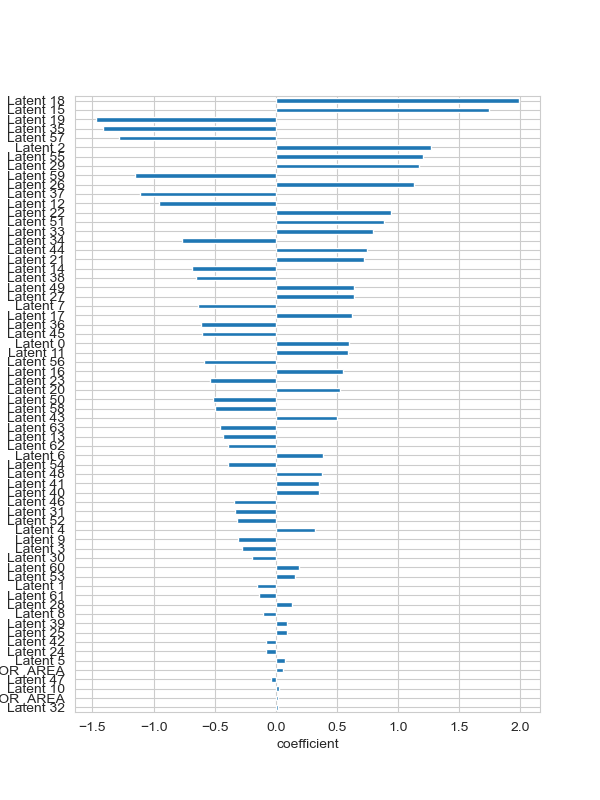 Latent 18
Latent 15
Latent 19
Latent 35
Latent 57
Latent 2
Latent 55
Latent 29
Latent 59
Latent 26
Latent 37
Latent 12
Latent 22
Latent 51
Latent 33
Latent 34
Latent 44
Latent 21
Latent 14
Latent 38
Latent 49
Latent 27
Latent 7
Latent 17
Latent 36
Latent 45
Latent 0
Latent 11
Latent 56
Latent 16
Latent 23
Latent 20
Latent 50
Latent 58
Latent 43
Latent 63
Latent 13
Latent 62
Latent 6
Latent 54
Latent 48
Latent 41
Latent 40
Latent 46
Latent 31
Latent 52
Latent 4
Latent 9
Latent 3
Latent 30
Latent 60
Latent 53
Latent 1
Latent 61
Latent 28
Latent 8
Latent 39
Latent 25
Latent 42
Latent 24
Latent 5
OR_AREA
Latent 47
Latent 10
OR_AREA
Latent 32
−1.5 −1.0 −0.5 0.0 0.5 1.0 1.5 2.0
coefficient